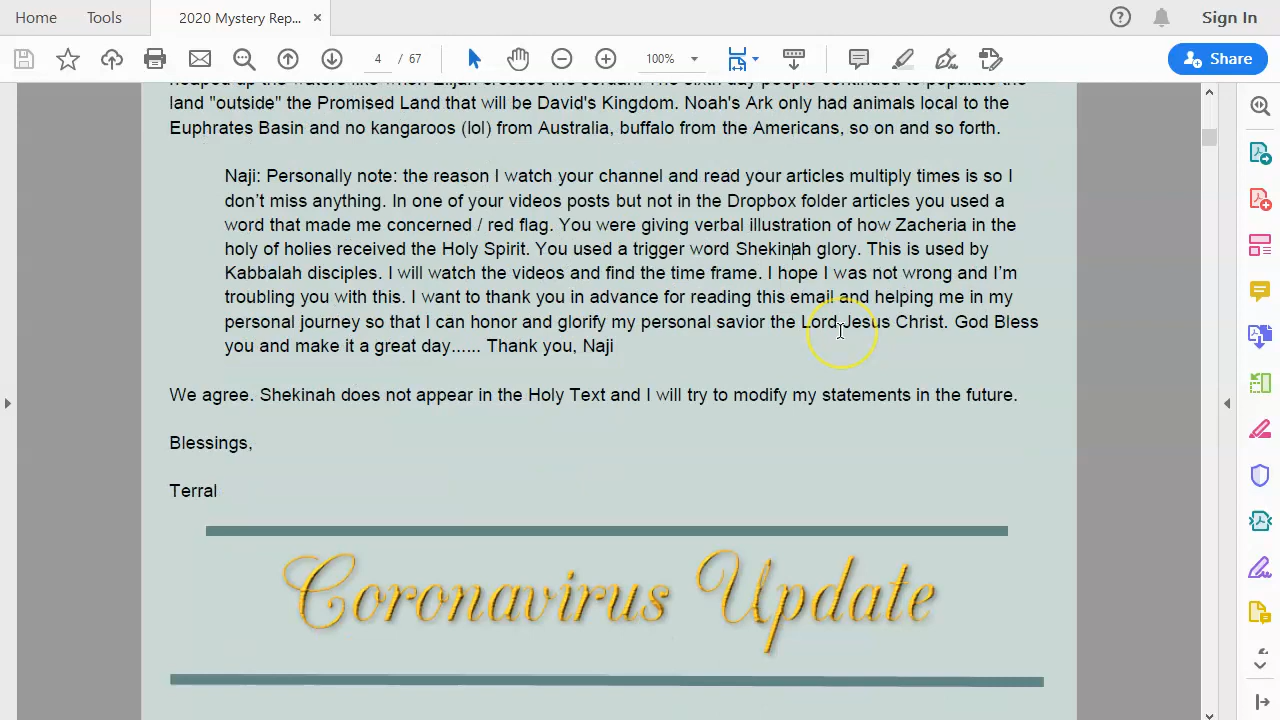 Home
Tools
2020 Mystery Rep...
Sign In
4 / 67
100%
Share
land "outside" the Promised Land that will be David's Kingdom. Noah's Ark only had animals local to the
Euphrates Basin and no kangaroos (lol) from Australia, buffalo from the Americans, so on and so forth.
Naji: Personally note: the reason I watch your channel and read your articles multiply times is so I
don't miss anything. In one of your videos posts but not in the Dropbox folder articles you used a
word that made me concerned / red flag. You were giving verbal illustration of how Zacheria in the
holy of holies received the Holy Spirit. You used a trigger word Shekinah glory. This is used by
Kabbalah disciples. I will watch the videos and find the time frame. I hope I was not wrong and I'm
troubling you with this. I want to thank you in advance for reading this email and helping me in my
personal journey so that I can honor and glorify my personal savior the Lord Jesus Christ. God Bless
you and make it a great day...... Thank you, Naji
We agree. Shekinah does not appear in the Holy Text and I will try to modify my statements in the future.
Blessings,
Terral
Coronavirus Update